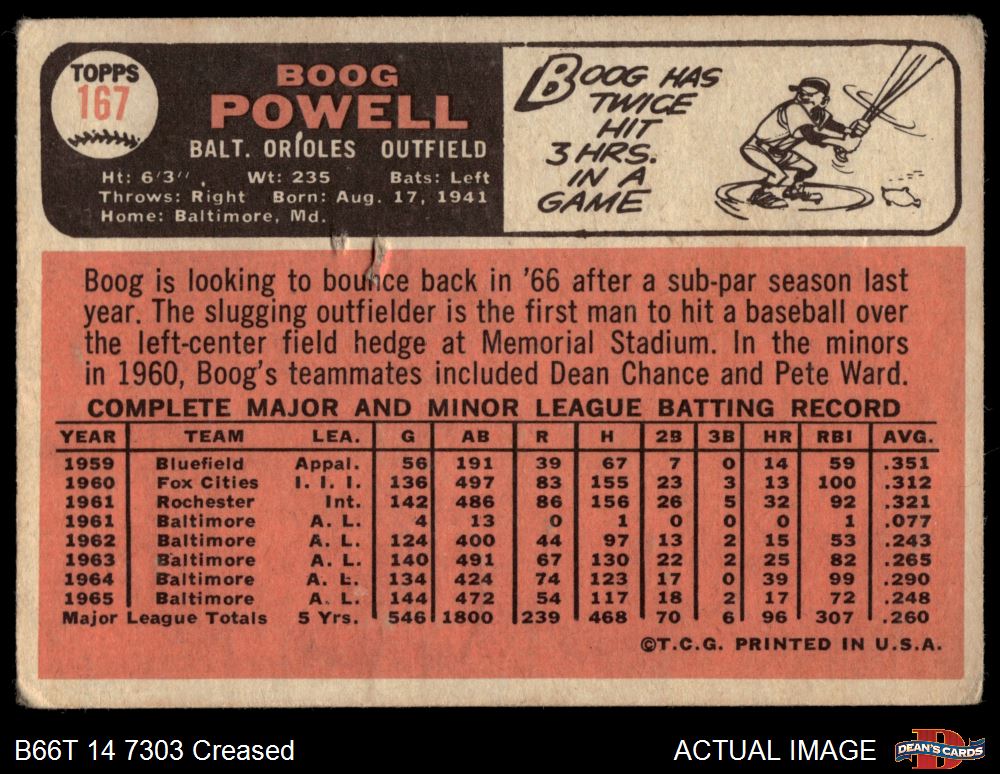 TOPPS
167
BOOG
POWELL
BALT. ORIOLES OUTFIELD
Ht: 6'3" Wt: 235 Bats: Left
Throws: Right Born: Aug. 17, 1941
Home: Baltimore, Md.
BOOG HAS
TWICE
HIT
3 HRS.
IN A
GAME
Boog is looking to bounce back in '66 after a sub-par season last
year. The slugging outfielder is the first man to hit a baseball over
the left-center field hedge at Memorial Stadium. In the minors
in 1960, Boog's teammates included Dean Chance and Pete Ward.
COMPLETE MAJOR AND MINOR LEAGUE BATTING RECORD
YEAR TEAM LEA. G AB R H 2B 3B HR RBI AVG.
1959 Bluefield Appal. 56 191 39 67 7 0 14 59 .351
1960 Fox Cities I. I. I. 136 497 83 155 23 3 13 100 .312
1961 Rochester Int. 142 486 86 156 26 5 32 92 .321
1961 Baltimore A. L. 4 13 0 1 0 0 0 1 .077
1962 Baltimore A. L. 124 400 44 97 13 2 15 53 .243
1963 Baltimore A. L. 140 491 67 130 22 2 25 82 .265
1964 Baltimore A. L. 134 424 74 123 17 0 39 99 .290
1965 Baltimore A. L. 144 472 54 117 18 2 17 72 .248
Major League Totals 5 Yrs. 546 1800 239 468 70 6 96 307 .260
©T.C.G. PRINTED IN U.S.A.
B66T 14 7303 Creased
ACTUAL IMAGE
D
DEAN'S CARDS